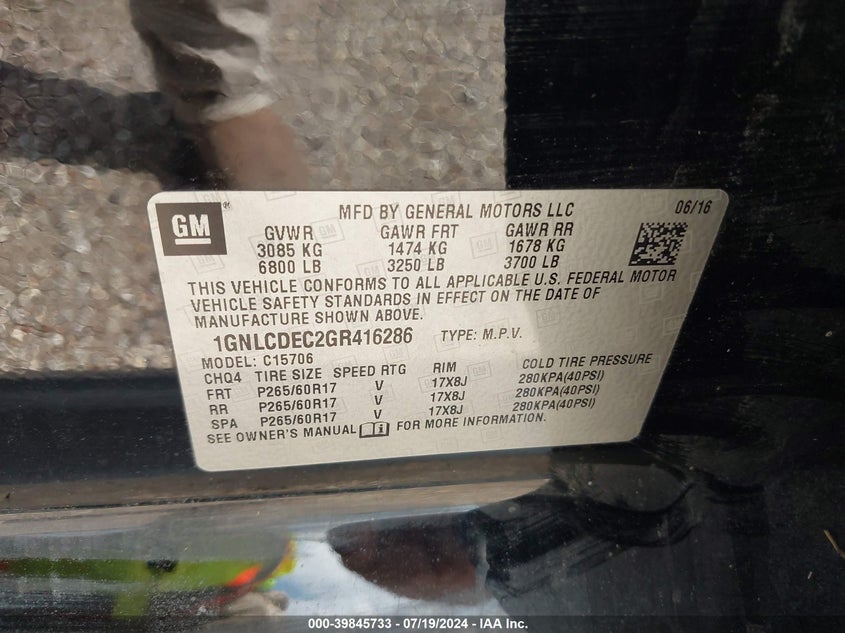 GM ®
MFD BY GENERAL MOTORS LLC 06/16
GVWR GAWR FRT GAWR RR
3085 KG 1474 KG 1678 KG
6800 LB 3250 LB 3700 LB
THIS VEHICLE CONFORMS TO ALL APPLICABLE U.S. FEDERAL MOTOR
VEHICLE SAFETY STANDARDS IN EFFECT ON THE DATE OF
MANUFACTURE SHOWN ABOVE.
1GNLCDEC2GR416286 TYPE: M.P.V.
MODEL: C15706
CHQ4 TIRE SIZE SPEED RTG RIM COLD TIRE PRESSURE
FRT P265/60R17 V 17X8J 280KPA(40PSI)
RR P265/60R17 V 17X8J 280KPA(40PSI)
SPA P265/60R17 V 17X8J 280KPA(40PSI)
SEE OWNER'S MANUAL FOR MORE INFORMATION.
000-39845733 / 07/19/2024 / IAA Inc.